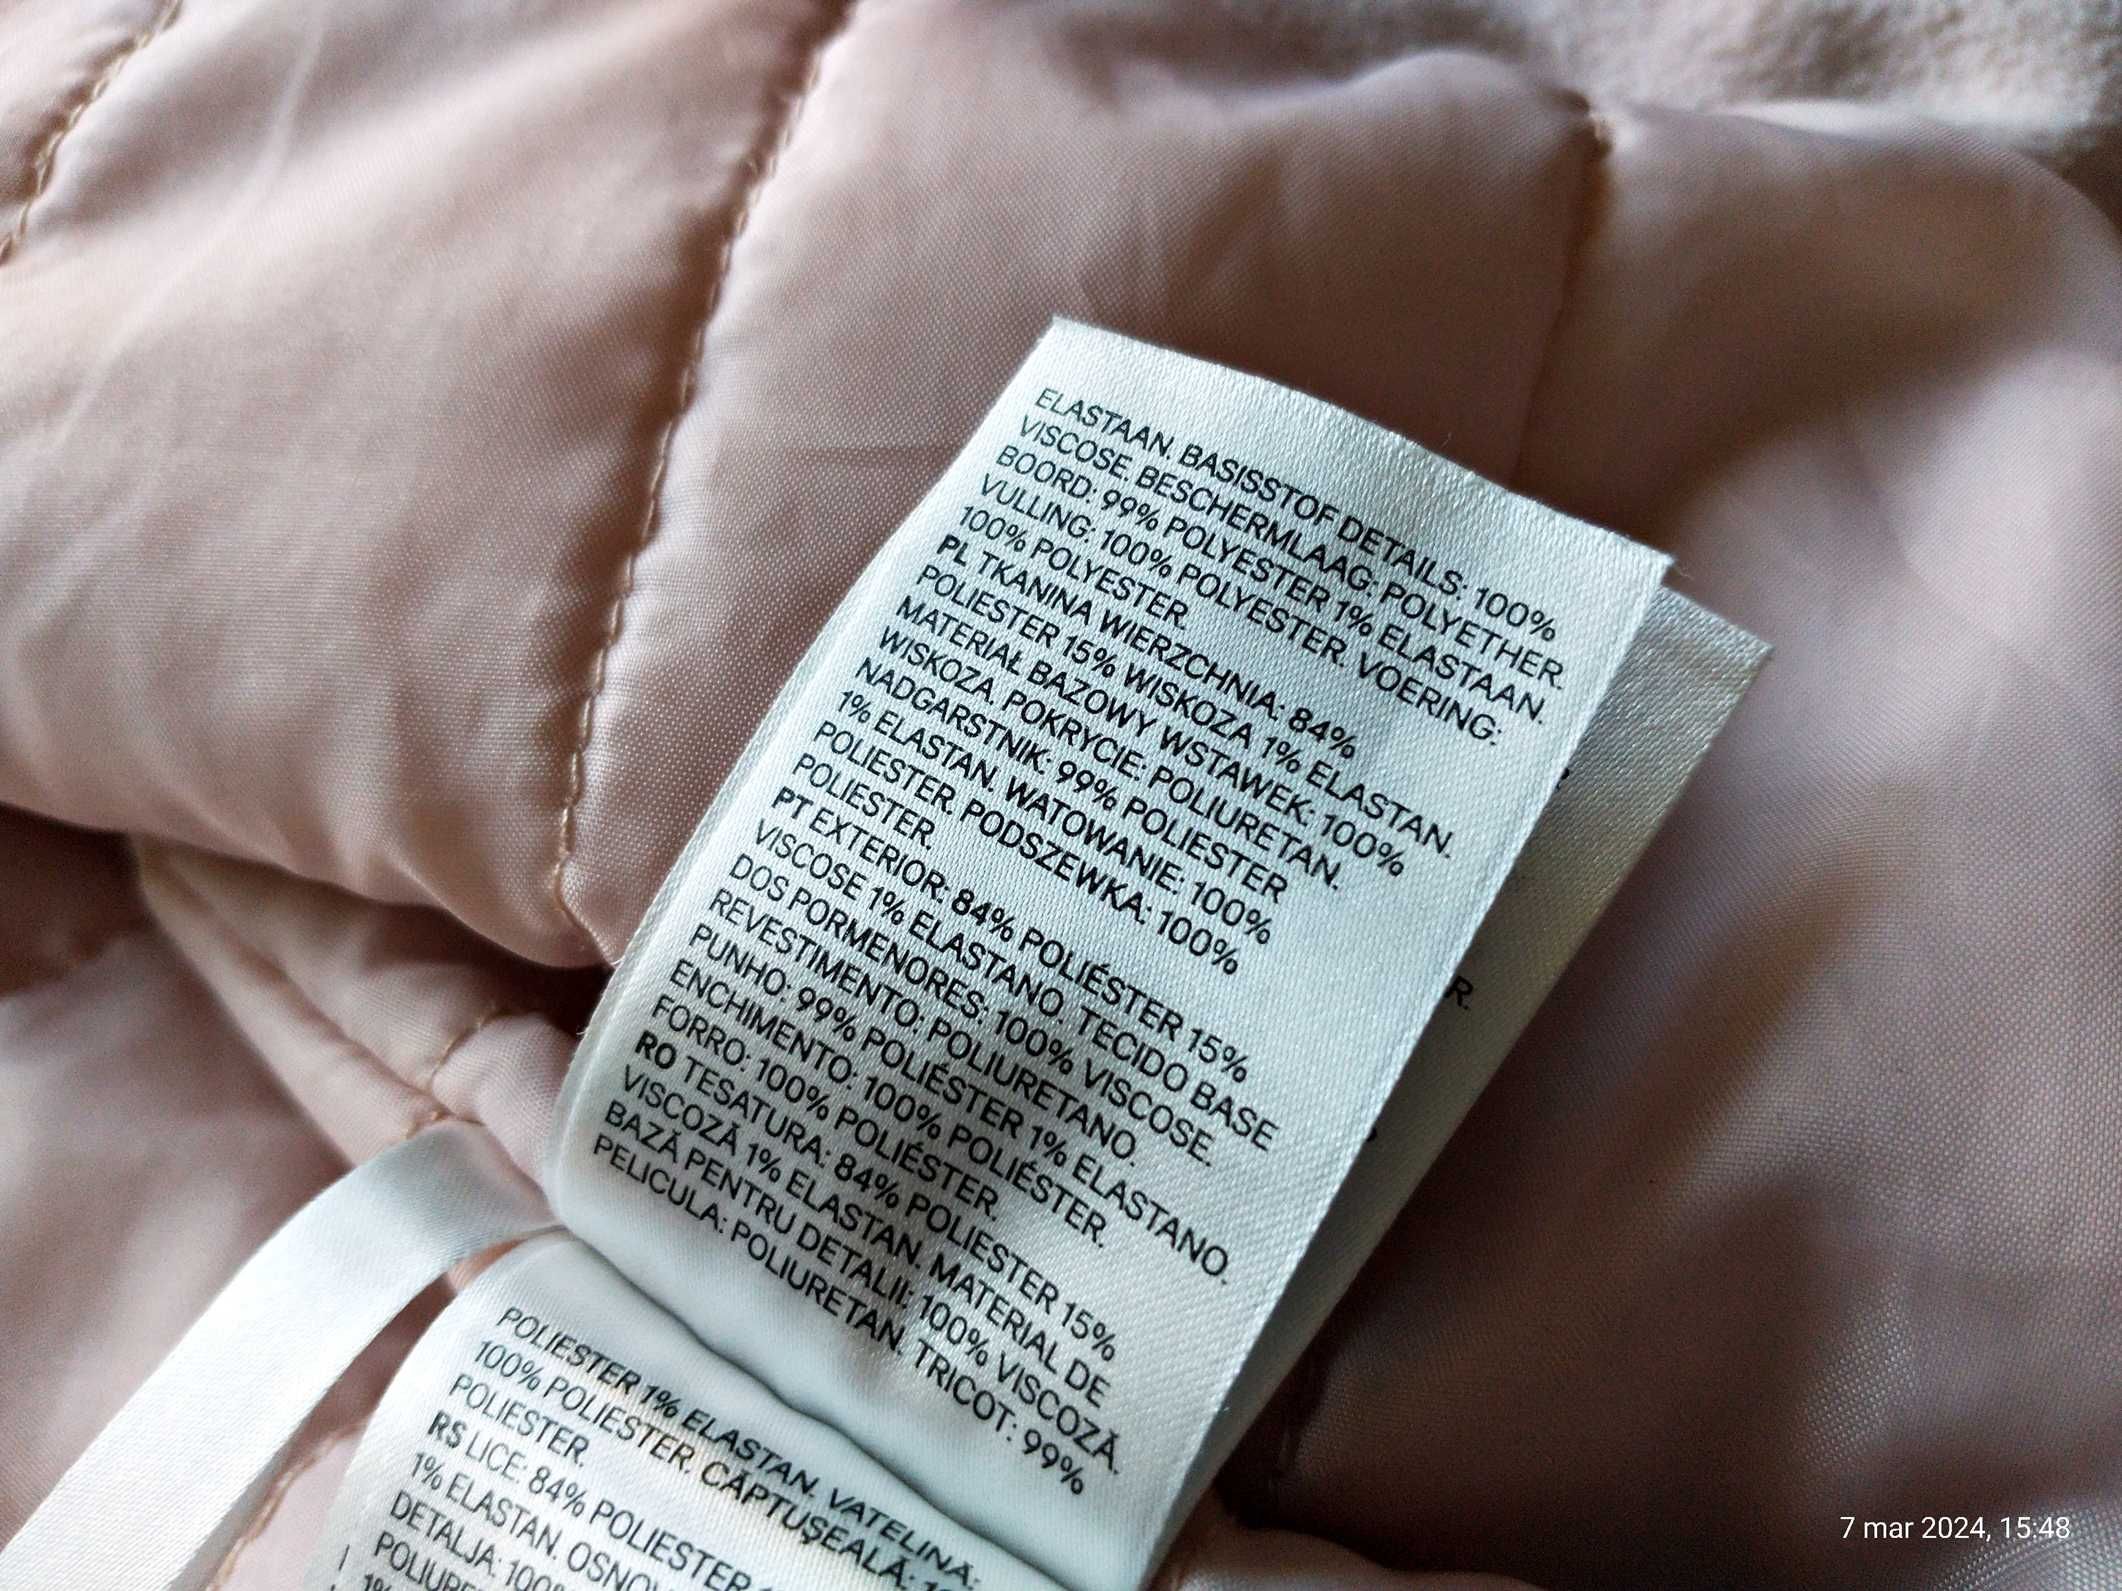 ELASTAAN. BASISSTOF DETAILS: 100%
VISCOSE. BESCHERMLAAG: POLYETHER.
BOORD: 99% POLYESTER 1% ELASTAAN.
VULLING: 100% POLYESTER. VOERING:
100% POLYESTER.
PL TKANINA WIERZCHNIA: 84%
POLIESTER 15% WISKOZA 1% ELASTAN.
MATERIAŁ BAZOWY WSTAWEK: 100%
WISKOZA. POKRYCIE: POLIURETAN.
NADGARSTNIK: 99% POLIESTER
1% ELASTAN. WATOWANIE: 100%
POLIESTER. PODSZEWKA: 100%
POLIESTER.
PT EXTERIOR: 84% POLIÉSTER 15%
VISCOSE 1% ELASTANO. TECIDO BASE
DOS PORMENORES: 100% VISCOSE.
REVESTIMENTO: POLIURETANO.
PUNHO: 99% POLIÉSTER 1% ELASTANO.
ENCHIMENTO: 100% POLIÉSTER.
FORRO: 100% POLIÉSTER.
RO TESATURA: 84% POLIESTER 15%
VISCOZĂ 1% ELASTAN. MATERIAL DE
BAZĂ PENTRU DETALII: 100% VISCOZĂ.
PELICULA: POLIURETAN. TRICOT: 99%
POLIESTER 1% ELASTAN. VATELINĂ:
100% POLIESTER. CĂPTUŞEALĂ:
POLIESTER.
RS LICE: 84% POLIESTER
1% ELASTAN.
DETALJA:
R.
7 mar 2024, 15:48